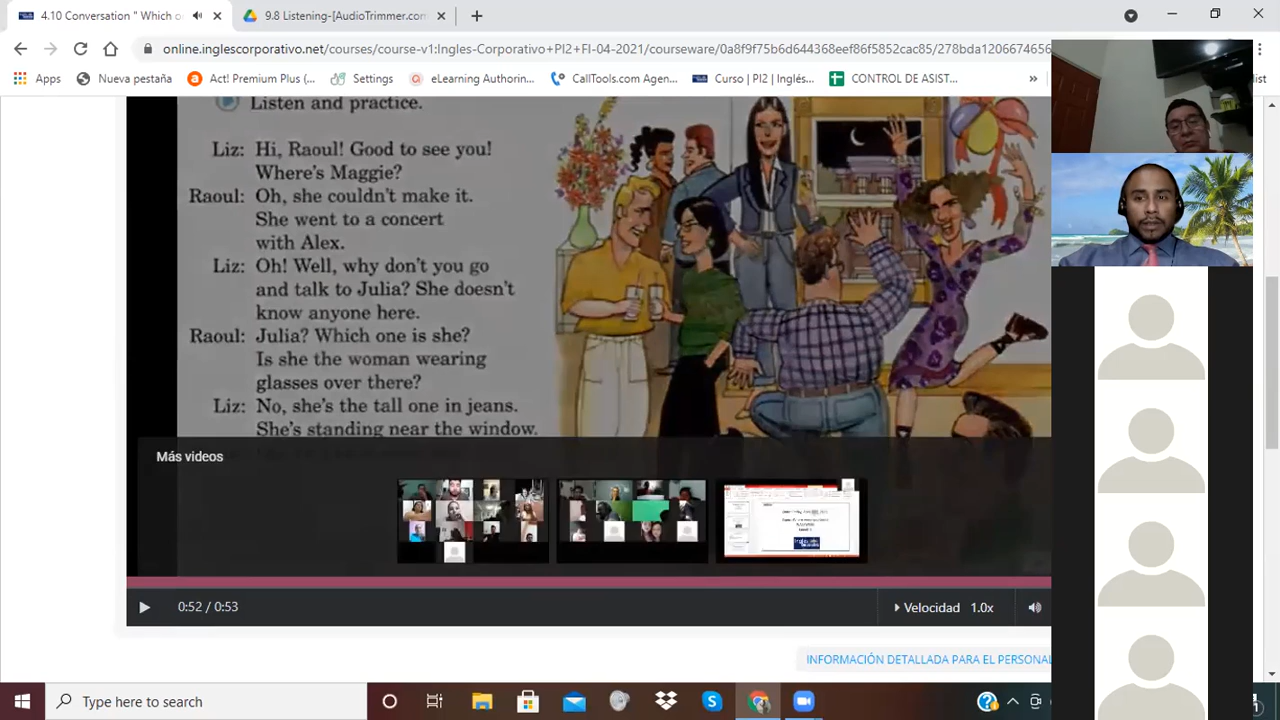 4.10 Conversation " Which o
9.8 Listening-[AudioTrimmer.com
online.inglescorporativo.net/courses/course-v1:Ingles-Corporativo+PI2+FI-04-2021/courseware/0a8f9f75b6d644368eef86f5852cac85/278bda1206674656
Apps
Nueva pestaña
Act! Premium Plus (...
Settings
eLearning Authorin...
CallTools.com Agen...
Curso | PI2 | Inglés...
CONTROL DE ASIST...
»
Listen and practice.
Liz: Hi, Raoul! Good to see you!
Where's Maggie?
Raoul: Oh, she couldn't make it.
She went to a concert
with Alex.
Liz: Oh! Well, why don't you go
and talk to Julia? She doesn't
know anyone here.
Raoul: Julia? Which one is she?
Is she the woman wearing
glasses over there?
Liz: No, she's the tall one in jeans.
She's standing near the window.
Más videos
0:52 / 0:53
Velocidad 1.0x
INFORMACIÓN DETALLADA PARA EL PERSONAL
Type here to search